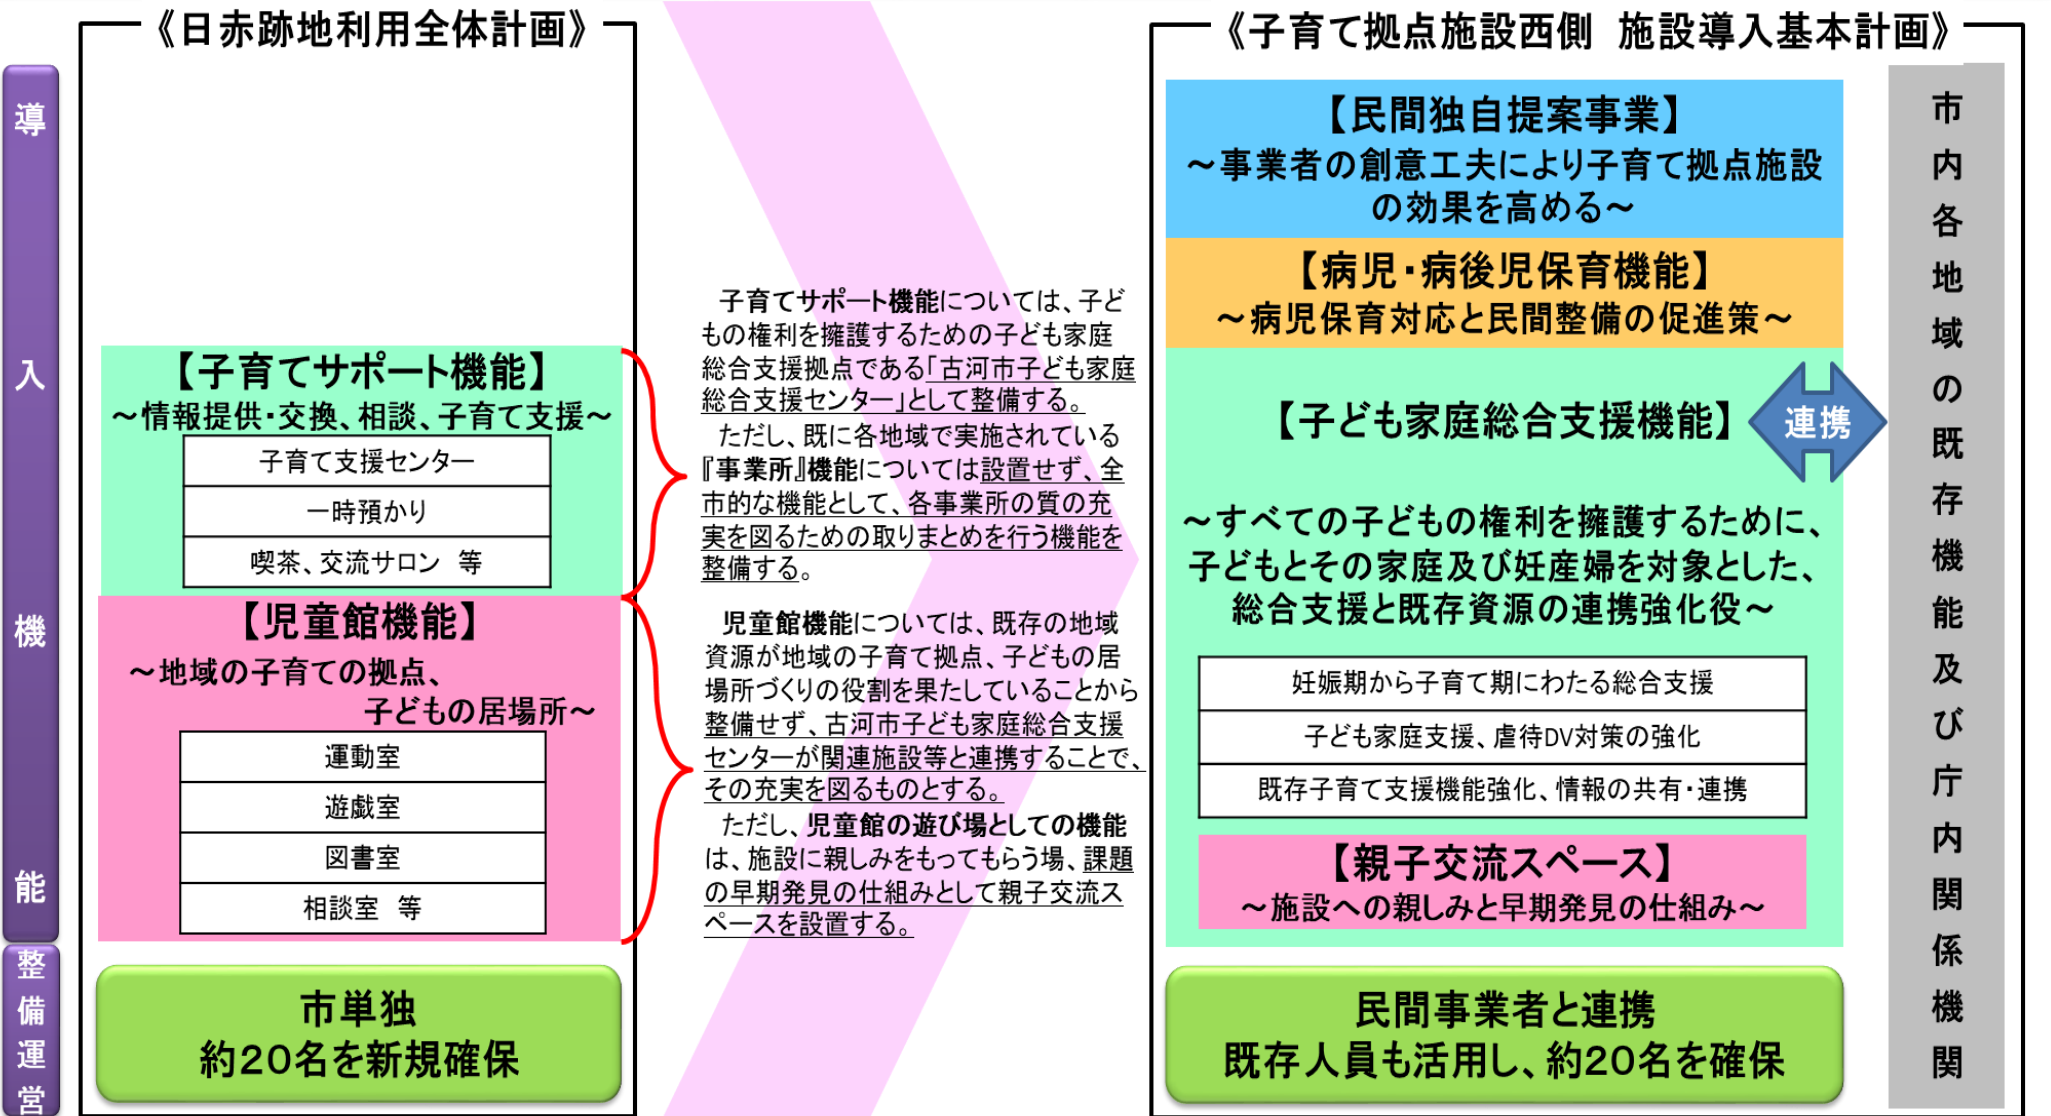 《日赤跡地利用全体計画》
導入機能
【子育てサポート機能】
～情報提供・交換、相談、子育て支援～
子育て支援センター
一時預かり
喫茶、交流サロン　等
【児童館機能】
～地域の子育ての拠点、
子どもの居場所～
運動室
遊戯室
図書室
相談室　等
整備運営
市単独
約２０名を新規確保
子育てサポート機能については、子ど
もの権利を擁護するための子ども家庭
総合支援拠点である「古河市子ども家庭
総合支援センター」として整備する。
ただし、既に各地域で実施されている
『事業所』機能については設置せず、全
市的な機能として、各事業所の質の充
実を図るための取りまとめを行う機能を
整備する。
児童館機能については、既存の地域
資源が地域の子育て拠点、子どもの居
場所づくりの役割を果たしていることから
整備せず、古河市子ども家庭総合支援
センターが関連施設等と連携することで、
その充実を図るものとする。
ただし、児童館の遊び場としての機能
は、施設に親しみをもってもらう場、課題
の早期発見の仕組みとして親子交流ス
ペースを設置する。
《子育て拠点施設西側　施設導入基本計画》
【民間独自提案事業】
～事業者の創意工夫により子育て拠点施設
の効果を高める～
【病児・病後児保育機能】
～病児保育対応と民間整備の促進策～
【子ども家庭総合支援機能】
連携
～すべての子どもの権利を擁護するために、
子どもとその家庭及び妊産婦を対象とした、
総合支援と既存資源の連携強化役～
妊娠期から子育て期にわたる総合支援
子ども家庭支援、虐待DV対策の強化
既存子育て支援機能強化、情報の共有・連携
【親子交流スペース】
～施設への親しみと早期発見の仕組み～
民間事業者と連携
既存人員も活用し、約２０名を確保
市内各地域の既存機能及び庁内関係機関